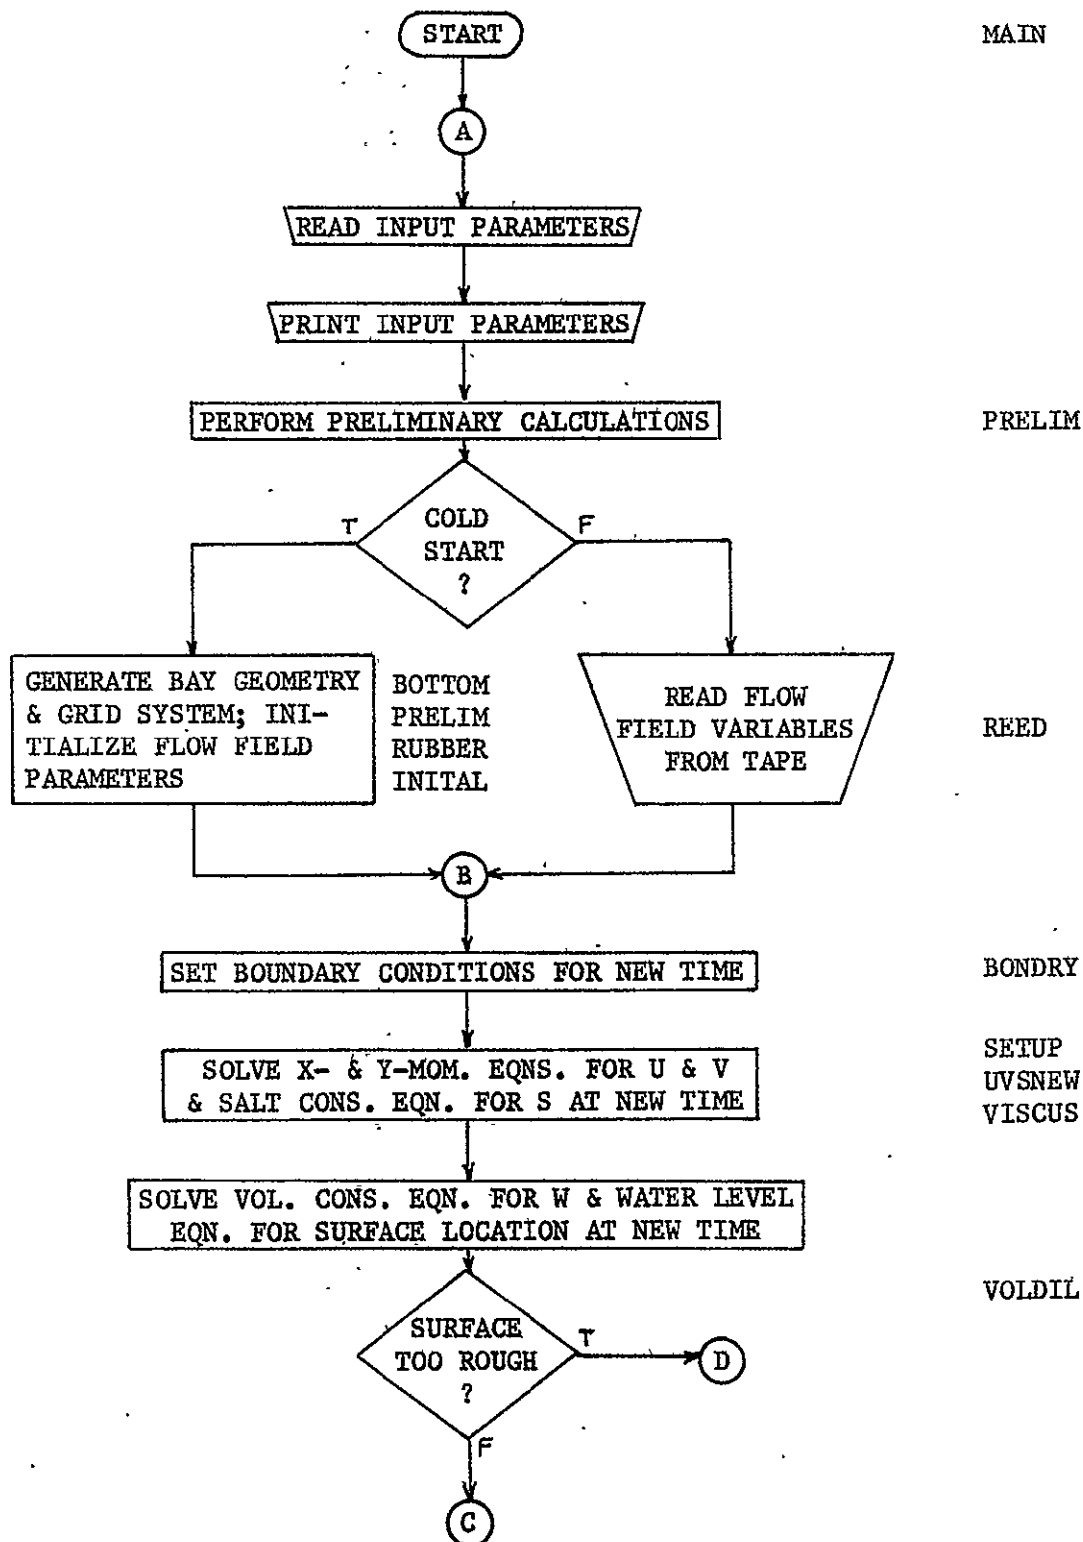 START
MAIN
A
READ INPUT PARAMETERS
PRINT INPUT PARAMETERS
PERFORM PRELIMINARY CALCULATIONS
PRELIM
T
COLD
START
?
F
GENERATE BAY GEOMETRY
& GRID SYSTEM; INI-
TIALIZE FLOW FIELD
PARAMETERS
BOTTOM
PRELIM
RUBBER
INITAL
READ FLOW
FIELD VARIABLES
FROM TAPE
REED
B
SET BOUNDARY CONDITIONS FOR NEW TIME
BONDRY
SOLVE X- & Y-MOM. EQNS. FOR U & V
& SALT CONS. EQN. FOR S AT NEW TIME
SETUP
UVSNEW
VISCUS
SOLVE VOL. CONS. EQN. FOR W & WATER LEVEL
EQN. FOR SURFACE LOCATION AT NEW TIME
VOLDIL
SURFACE
TOO ROUGH
?
T
D
F
C